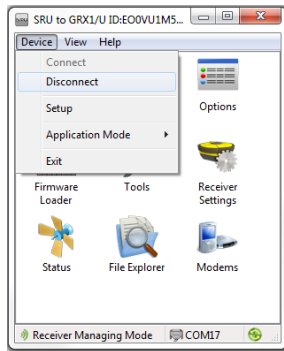 SRU to GRX1/U ID:EO0VU1M5...
Device View Help
Connect
Disconnect
Setup
Application Mode
Exit
Options
Firmware
Loader
Tools
Receiver
Settings
Status
File Explorer
Modems
Receiver Managing Mode
COM17